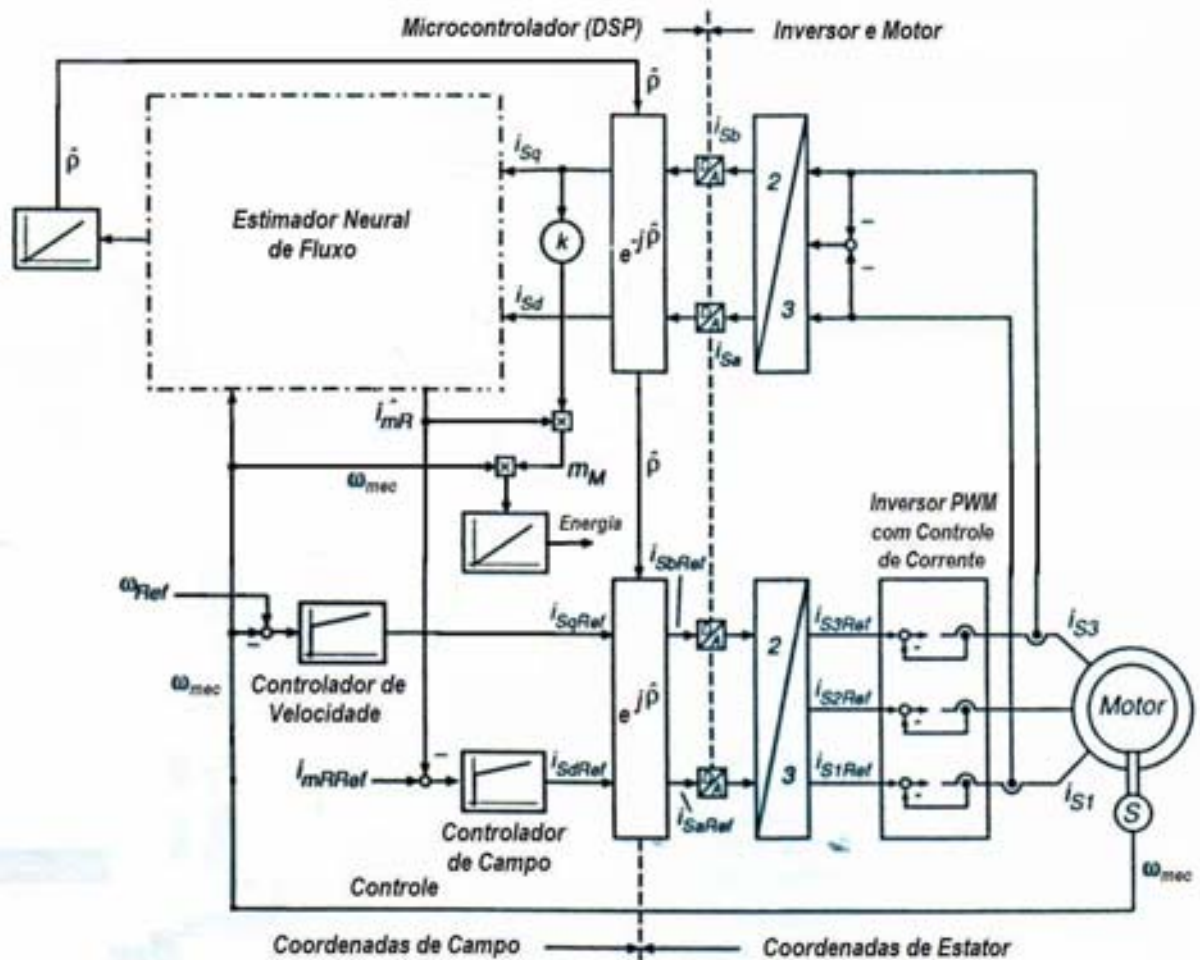 Microcontrolador (DSP)
Inversor e Motor
ρ̂
ρ̂
i_Sq
i_Sb
Estimador Neural
de Fluxo
k
e^-jρ̂
2
3
i_Sd
i_Sa
îmR
x
x
m_M
ω_mec
ρ̂
Energia
Inversor PWM
com Controle
de Corrente
i_SbRef
ω_Ref
-
i_SqRef
2
i_S3Ref
i_S3
ω_mec
Controlador de
Velocidade
e^jρ̂
i_S2Ref
Motor
-
i_mRRef
i_SdRef
3
i_S1Ref
i_S1
S
i_SaRef
Controlador
de Campo
ω_mec
Controle
Coordenadas de Campo
Coordenadas de Estator